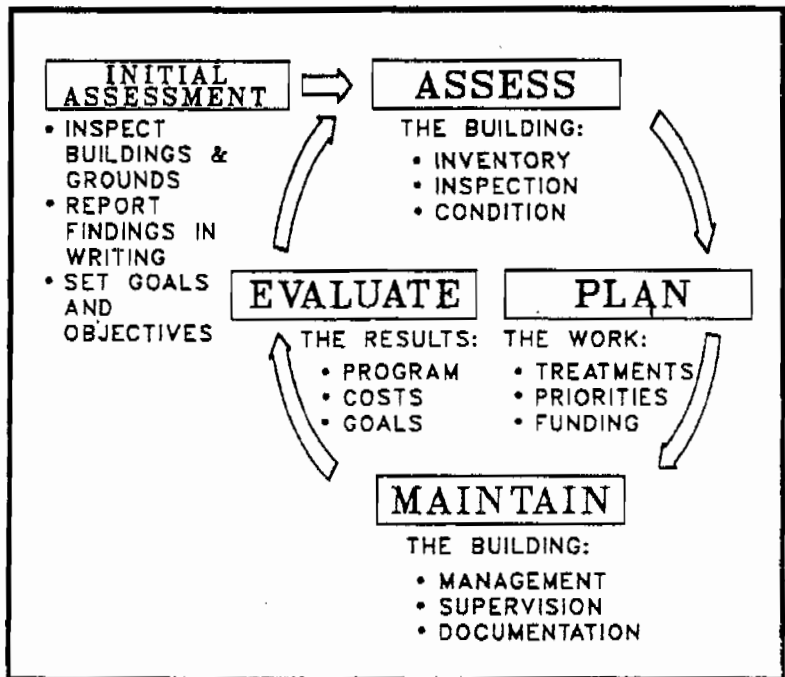 INITIAL
ASSESSMENT
• INSPECT
BUILDINGS &
GROUNDS
• REPORT
FINDINGS IN
WRITING
• SET GOALS
AND
OBJECTIVES
ASSESS
THE BUILDING:
• INVENTORY
• INSPECTION
• CONDITION
PLAN
THE WORK:
• TREATMENTS
• PRIORITIES
• FUNDING
MAINTAIN
THE BUILDING:
• MANAGEMENT
• SUPERVISION
• DOCUMENTATION
EVALUATE
THE RESULTS:
• PROGRAM
• COSTS
• GOALS